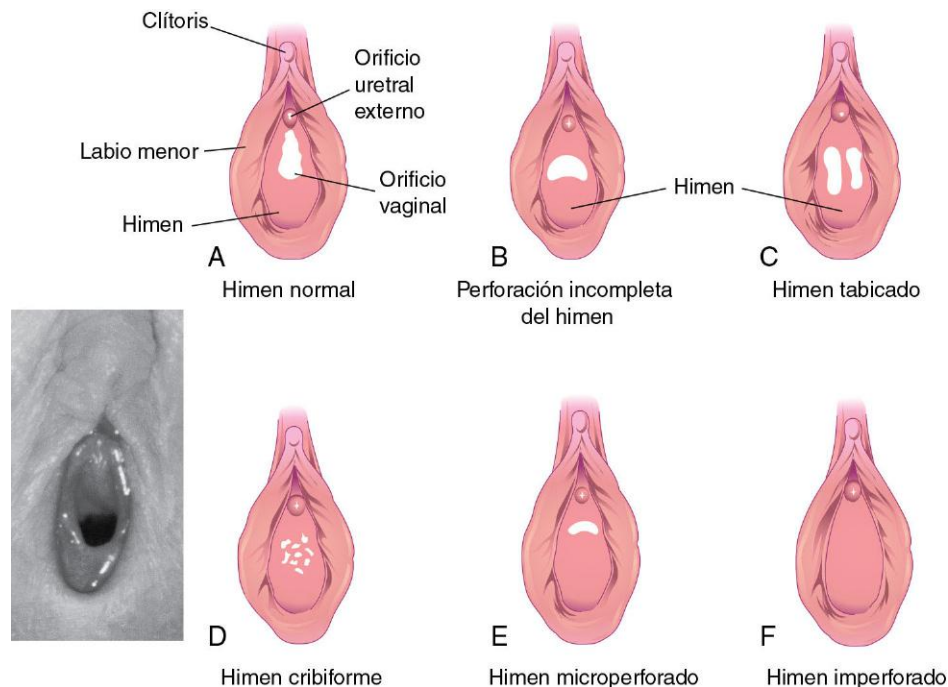 Clítoris
Orificio
uretral
externo
Labio menor
Orificio
vaginal
Himen
Himen
A
B
C
Himen normal
Perforación incompleta
del himen
Himen tabicado
D
E
F
Himen cribiforme
Himen microperforado
Himen imperforado